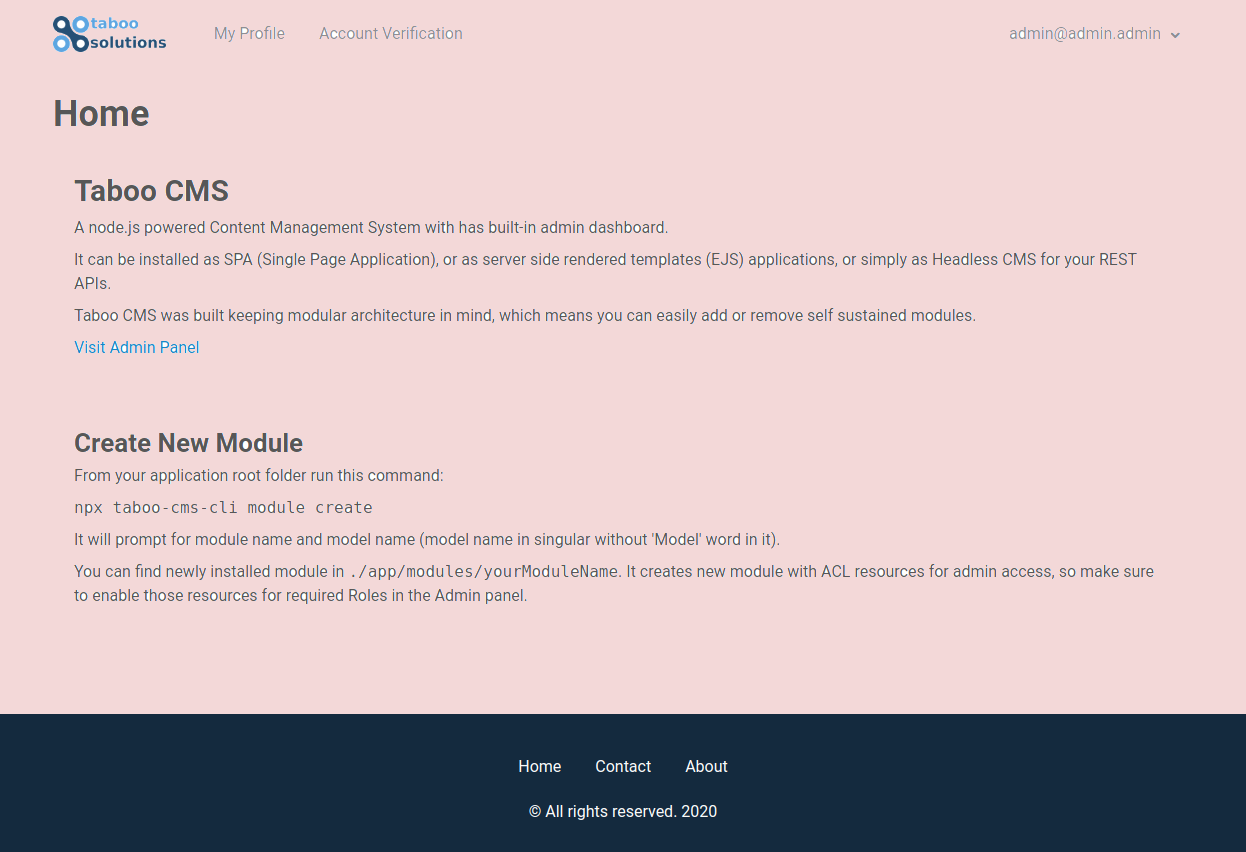 taboo
solutions
My Profile
Account Verification
admin@admin.admin
Home
Taboo CMS
A node.js powered Content Management System with has built-in admin dashboard.
It can be installed as SPA (Single Page Application), or as server side rendered templates (EJS) applications, or simply as Headless CMS for your REST
APIs.
Taboo CMS was built keeping modular architecture in mind, which means you can easily add or remove self sustained modules.
Visit Admin Panel
Create New Module
From your application root folder run this command:
npx taboo-cms-cli module create
It will prompt for module name and model name (model name in singular without 'Model' word in it).
You can find newly installed module in ./app/modules/yourModuleName. It creates new module with ACL resources for admin access, so make sure
to enable those resources for required Roles in the Admin panel.
Home
Contact
About
© All rights reserved. 2020